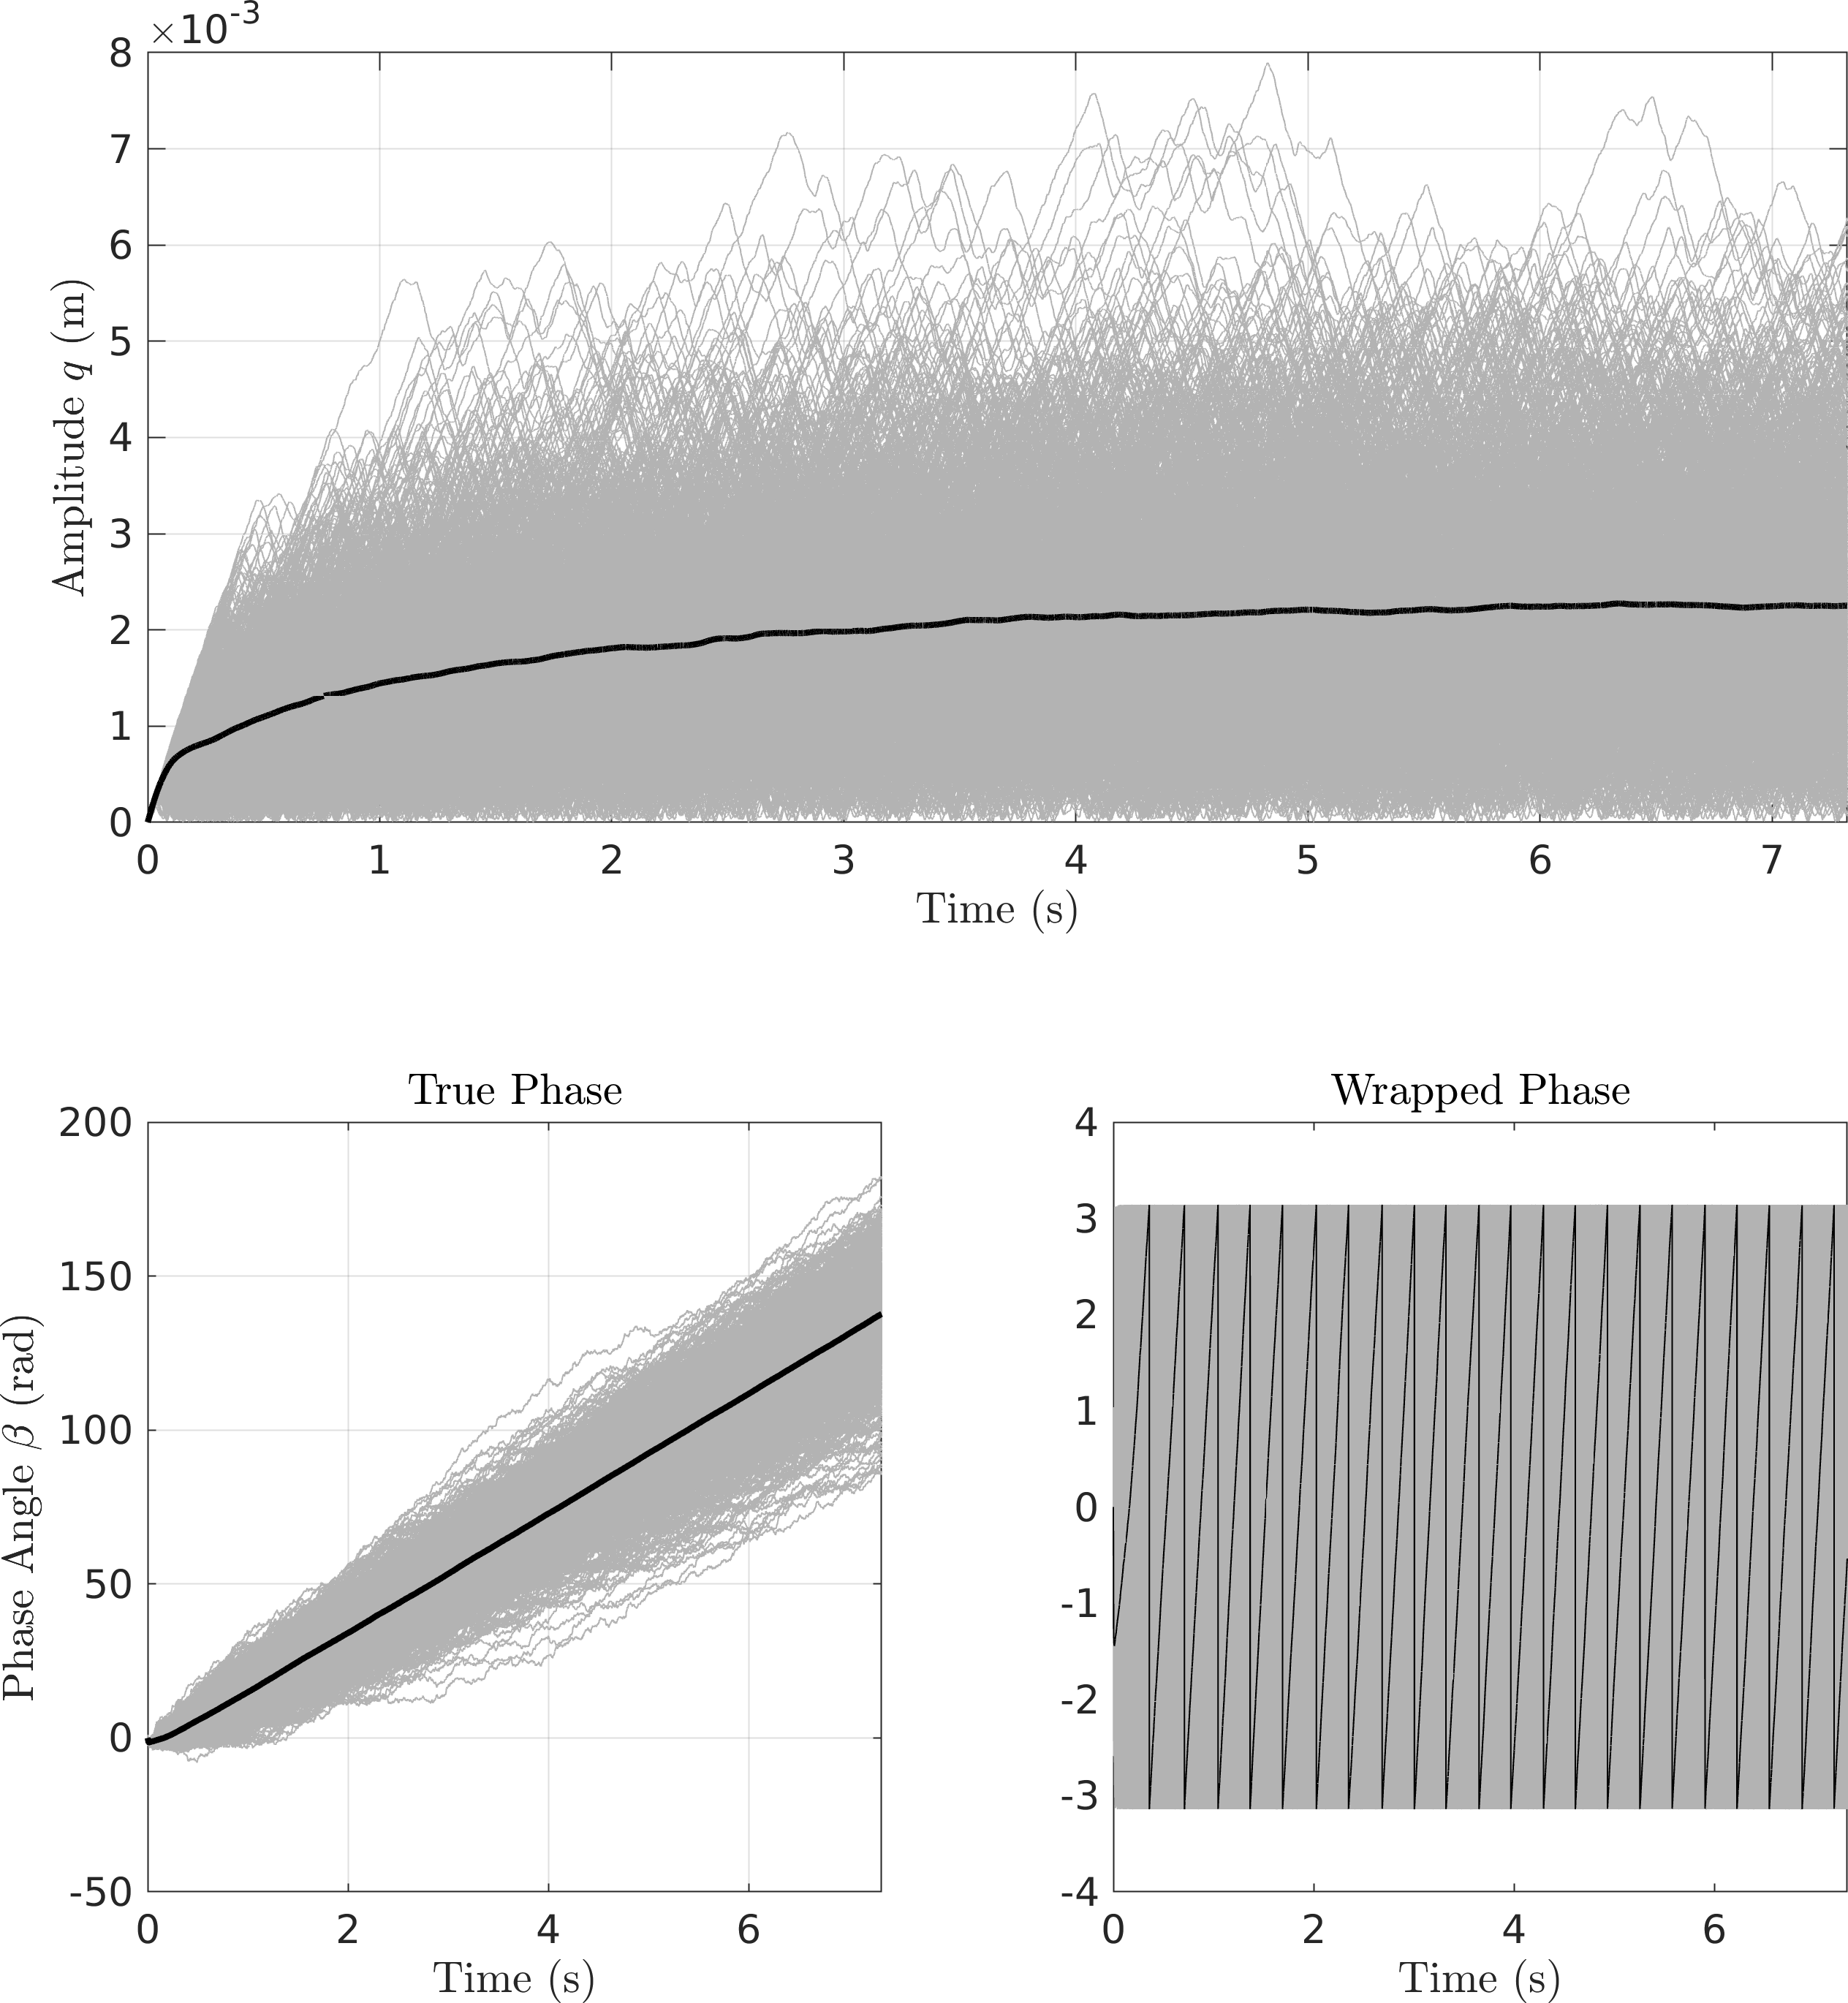 ×10-3
8
7
6
5
4
3
2
1
0
Amplitude q (m)
0 1 2 3 4 5 6 7
Time (s)
True Phase
200
150
100
50
0
-50
Phase Angle β (rad)
0 2 4 6
Time (s)
Wrapped Phase
4
3
2
1
0
-1
-2
-3
-4
0 2 4 6
Time (s)